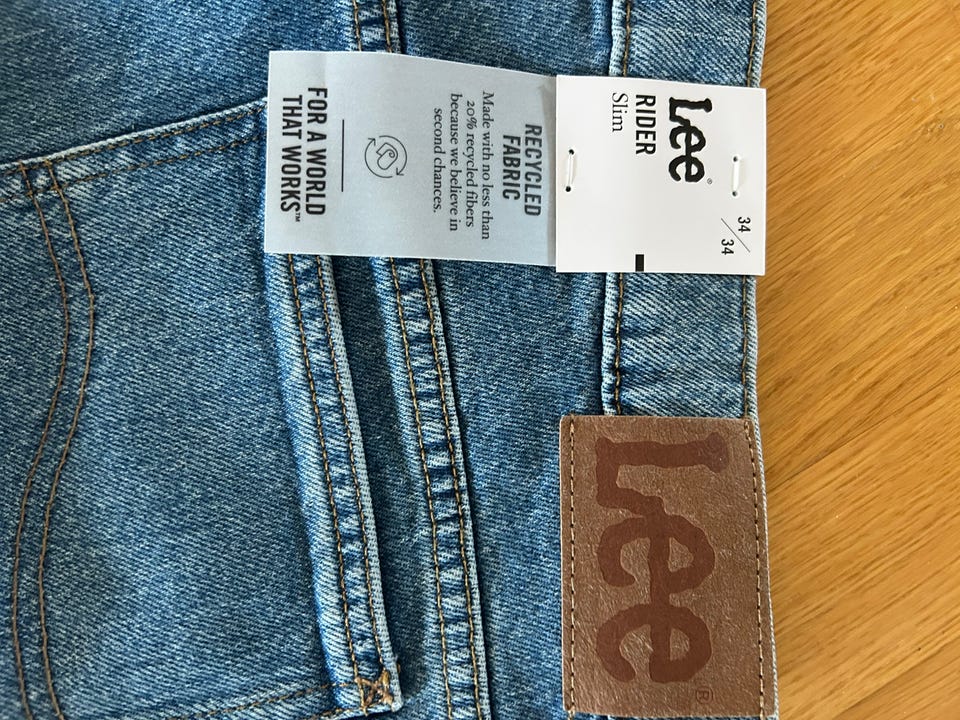 Lee®
RIDER
Slim
34/34
RECYCLED
FABRIC
Made with no less than
20% recycled fibers
because we believe in
second chances.
FOR A WORLD
THAT WORKS™
Lee®